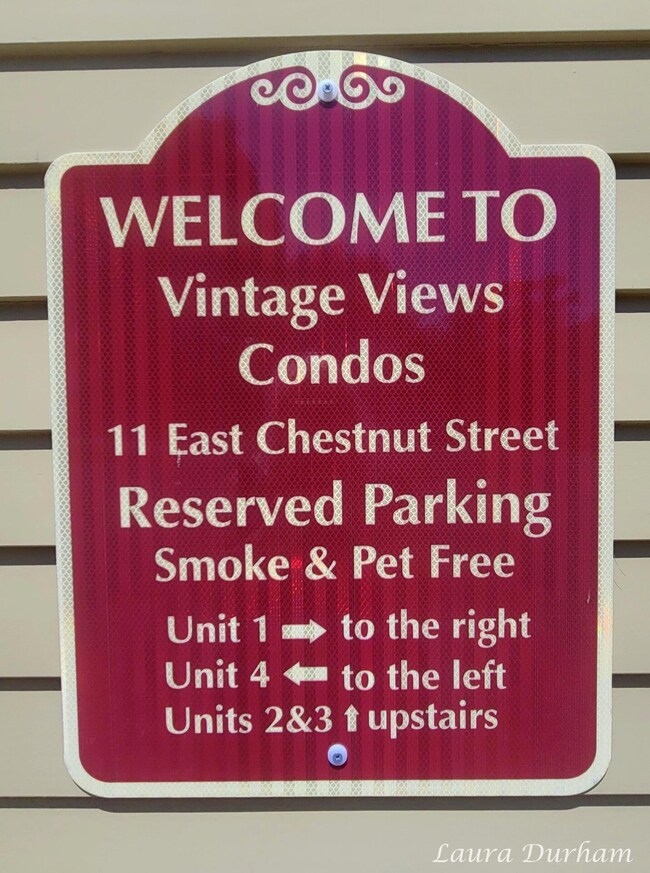 WELCOME TO
Vintage Views
Condos
11 East Chestnut Street
Reserved Parking
Smoke & Pet Free
Unit 1 → to the right
Unit 4 ← to the left
Units 2&3 ↑ upstairs
Laura Durham